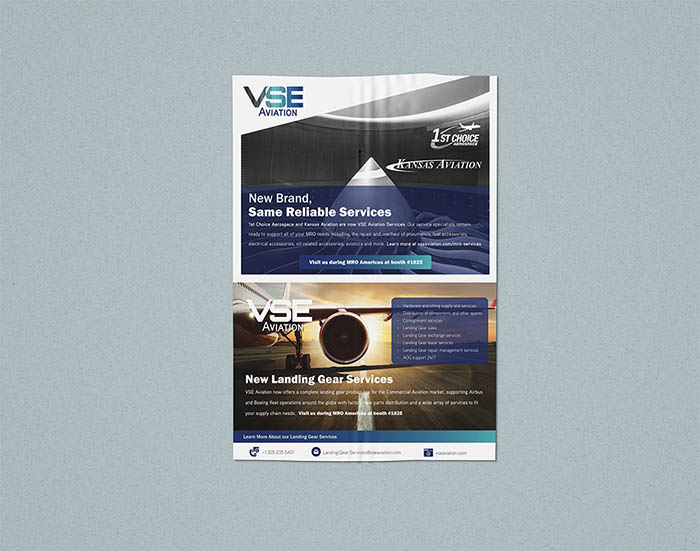 VSE
AVIATION
1ST CHOICE
AEROSPACE
KANSAS AVIATION
New Brand,
Same Reliable Services
1st Choice Aerospace and Kansas Aviation are now VSE Aviation Services. Our service specialists remain
ready to support all of your MRO needs including, the repair and overhaul of pneumatics, fuel accessories,
electrical accessories, oil-related accessories, avionics and more. Learn more at vseaviation.com/mro-services
Visit us during MRO Americas at booth #1825
VSE
AVIATION
Hardware and tolling supply and services
Distribution of components and other spares
Consignment services
Landing Gear sales
Landing Gear exchange services
Landing Gear lease services
Landing Gear repair management services
AOG support 24/7
New Landing Gear Services
VSE Aviation now offers a complete landing gear product line for the Commercial Aviation market, supporting Airbus
and Boeing fleet operations around the globe with factory new parts distribution and a wide array of services to fit
your supply chain needs. Visit us during MRO Americas at booth #1825
Learn More About our Landing Gear Services
+1305.235.5401
Landing.Gear.Services@vseaviation.com
vseaviation.com